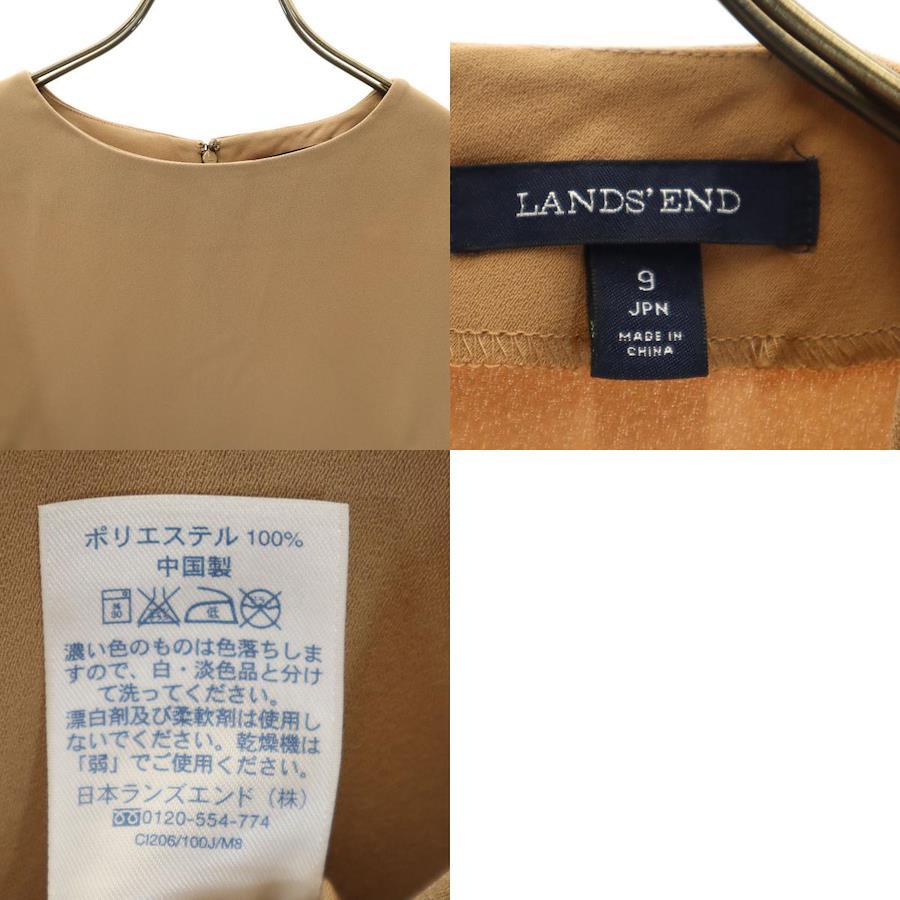 LANDS' END
9
JPN
MADE IN
CHINA
ポリエステル 100%
中国製
低
濃い色のものは色落ちしま
すので、白・淡色品と分け
て洗ってください。
漂白剤及び柔軟剤は使用し
ないでください。乾燥機は
「弱」でご使用ください。
日本ランズエンド（株）
0120-554-774
CI206/100J/M8